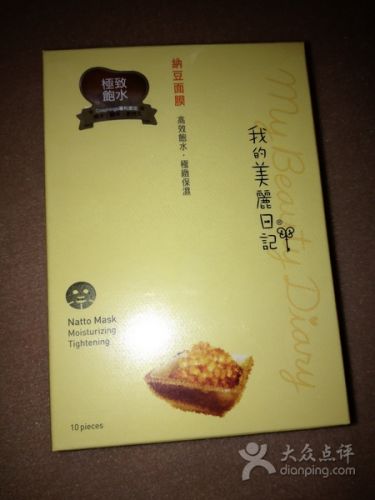 極致
飽水
納豆面膜
高效飽水・極緻保濕
我的美麗日記®
My Beauty Diary
Natto Mask
Moisturizing
Tightening
10 pieces
大众点评
dianping.com